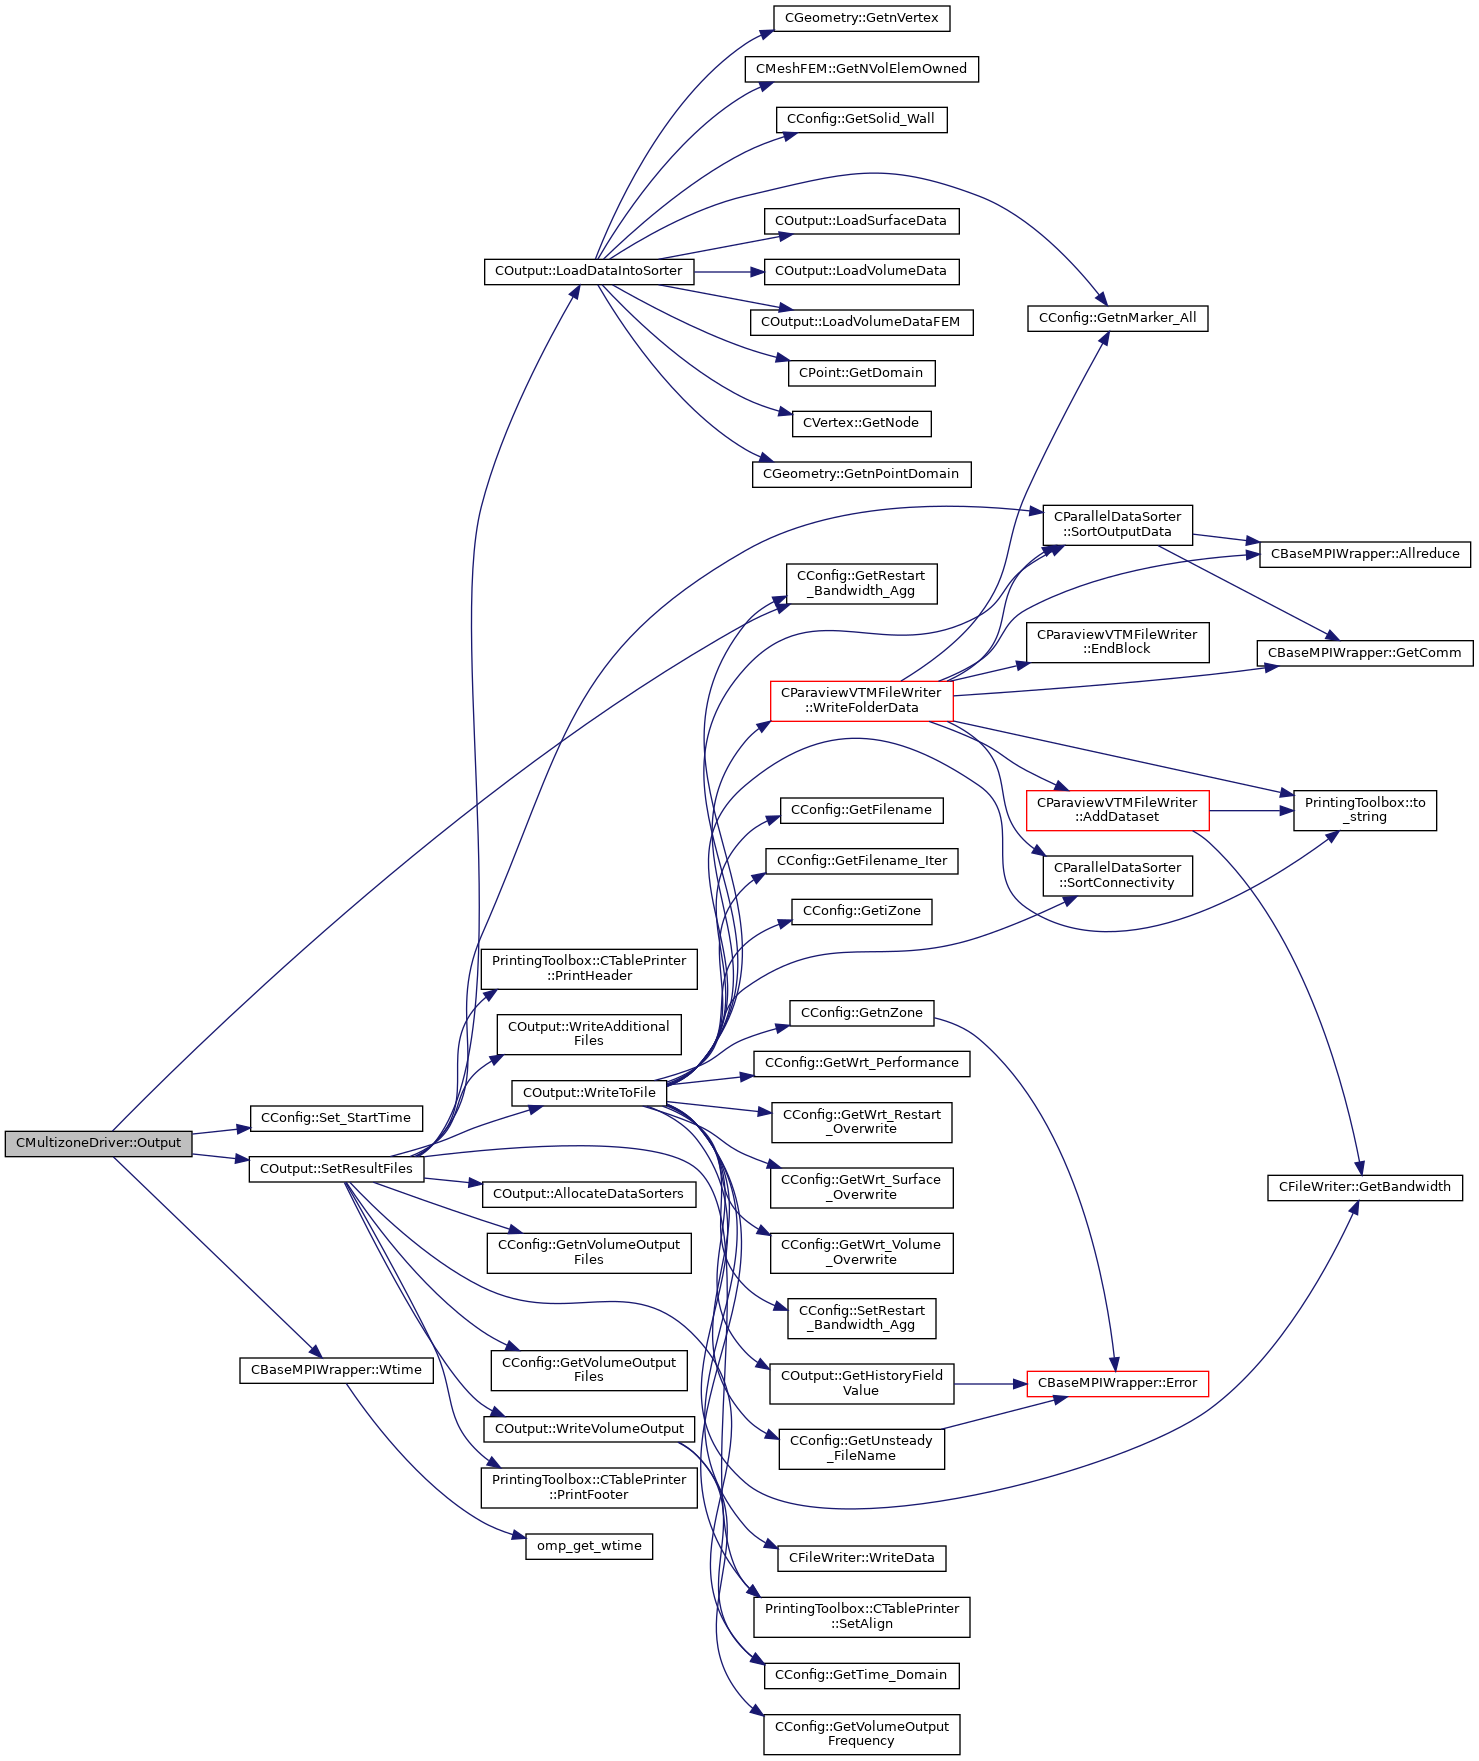 CGeometry::GetnVertex
CMeshFEM::GetNVolElemOwned
CConfig::GetSolid_Wall
COutput::LoadSurfaceData
COutput::LoadDataIntoSorter
COutput::LoadVolumeData
COutput::LoadVolumeDataFEM
CConfig::GetnMarker_All
CPoint::GetDomain
CVertex::GetNode
CGeometry::GetnPointDomain
CParallelDataSorter
::SortOutputData
CBaseMPIWrapper::Allreduce
CConfig::GetRestart
_Bandwidth_Agg
CParaviewVTMFileWriter
::EndBlock
CBaseMPIWrapper::GetComm
CParaviewVTMFileWriter
::WriteFolderData
CConfig::GetFilename
CParaviewVTMFileWriter
::AddDataset
PrintingToolbox::to
_string
CConfig::GetFilename_Iter
CParallelDataSorter
::SortConnectivity
CConfig::GetiZone
PrintingToolbox::CTablePrinter
::PrintHeader
CConfig::GetnZone
COutput::WriteAdditional
Files
CConfig::GetWrt_Performance
COutput::WriteToFile
CConfig::GetWrt_Restart
_Overwrite
CConfig::Set_StartTime
CMultizoneDriver::Output
COutput::SetResultFiles
CConfig::GetWrt_Surface
_Overwrite
CFileWriter::GetBandwidth
COutput::AllocateDataSorters
CConfig::GetnVolumeOutput
Files
CConfig::GetWrt_Volume
_Overwrite
CConfig::SetRestart
_Bandwidth_Agg
CBaseMPIWrapper::Wtime
CConfig::GetVolumeOutput
Files
COutput::GetHistoryField
Value
CBaseMPIWrapper::Error
COutput::WriteVolumeOutput
CConfig::GetUnsteady
_FileName
PrintingToolbox::CTablePrinter
::PrintFooter
omp_get_wtime
CFileWriter::WriteData
PrintingToolbox::CTablePrinter
::SetAlign
CConfig::GetTime_Domain
CConfig::GetVolumeOutput
Frequency